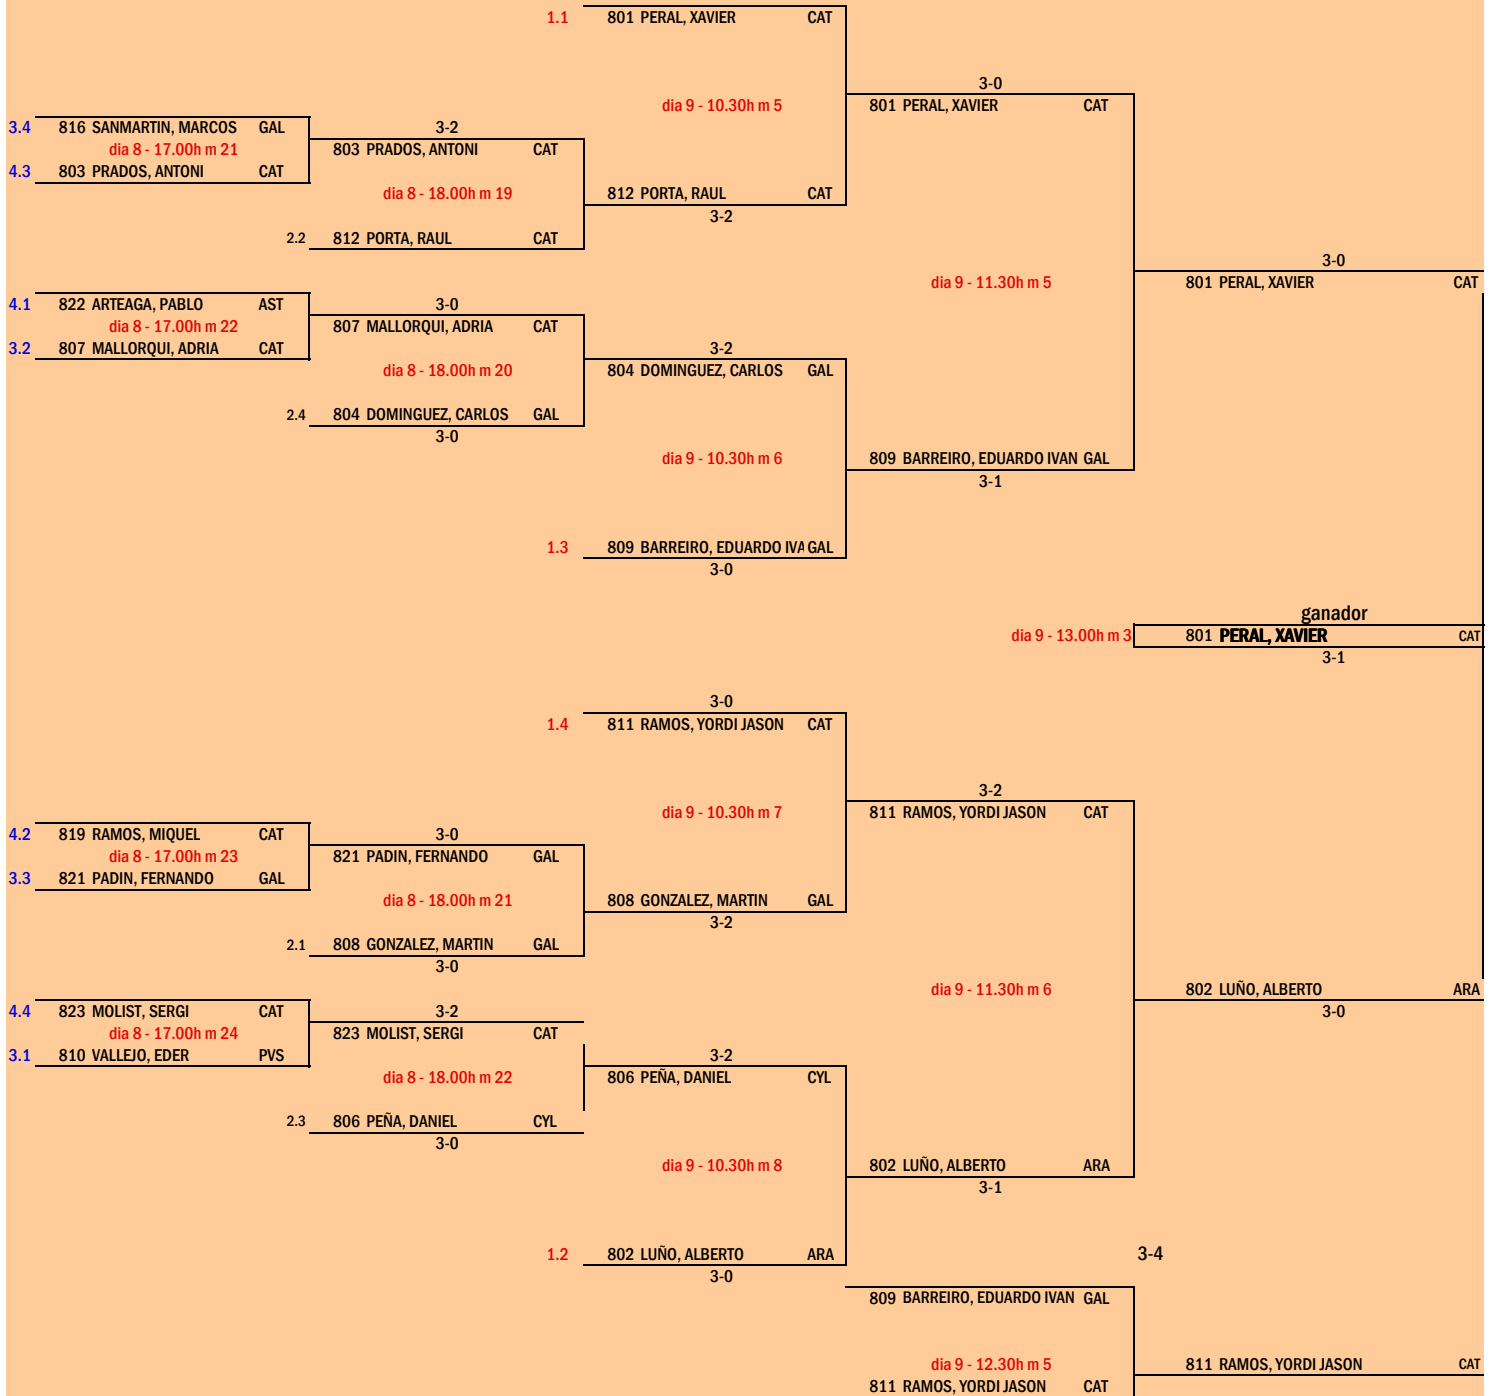 1.1 801 PERAL, XAVIER CAT
3-0
dia 9 - 10.30h m 5 801 PERAL, XAVIER CAT
3.4 816 SANMARTIN, MARCOS GAL 3-2
dia 8 - 17.00h m 21 803 PRADOS, ANTONI CAT
4.3 803 PRADOS, ANTONI CAT
dia 8 - 18.00h m 19 812 PORTA, RAUL CAT
3-2
2.2 812 PORTA, RAUL CAT
3-0
dia 9 - 11.30h m 5 801 PERAL, XAVIER CAT
4.1 822 ARTEAGA, PABLO AST 3-0
dia 8 - 17.00h m 22 807 MALLORQUI, ADRIA CAT
3.2 807 MALLORQUI, ADRIA CAT 3-2
dia 8 - 18.00h m 20 804 DOMINGUEZ, CARLOS GAL
2.4 804 DOMINGUEZ, CARLOS GAL
3-0
dia 9 - 10.30h m 6 809 BARREIRO, EDUARDO IVAN GAL
3-1
1.3 809 BARREIRO, EDUARDO IVA GAL
3-0
ganador
dia 9 - 13.00h m 3 801 PERAL, XAVIER CAT
3-1
3-0
1.4 811 RAMOS, YORDI JASON CAT
3-2
dia 9 - 10.30h m 7 811 RAMOS, YORDI JASON CAT
4.2 819 RAMOS, MIQUEL CAT 3-0
dia 8 - 17.00h m 23 821 PADIN, FERNANDO GAL
3.3 821 PADIN, FERNANDO GAL
dia 8 - 18.00h m 21 808 GONZALEZ, MARTIN GAL
3-2
2.1 808 GONZALEZ, MARTIN GAL
3-0
dia 9 - 11.30h m 6 802 LUÑO, ALBERTO ARA
4.4 823 MOLIST, SERGI CAT 3-2 3-0
dia 8 - 17.00h m 24 823 MOLIST, SERGI CAT
3.1 810 VALLEJO, EDER PVS 3-2
dia 8 - 18.00h m 22 806 PEÑA, DANIEL CYL
2.3 806 PEÑA, DANIEL CYL
3-0
dia 9 - 10.30h m 8 802 LUÑO, ALBERTO ARA
3-1
1.2 802 LUÑO, ALBERTO ARA 3-4
3-0
809 BARREIRO, EDUARDO IVAN GAL
dia 9 - 12.30h m 5 811 RAMOS, YORDI JASON CAT
811 RAMOS, YORDI JASON CAT